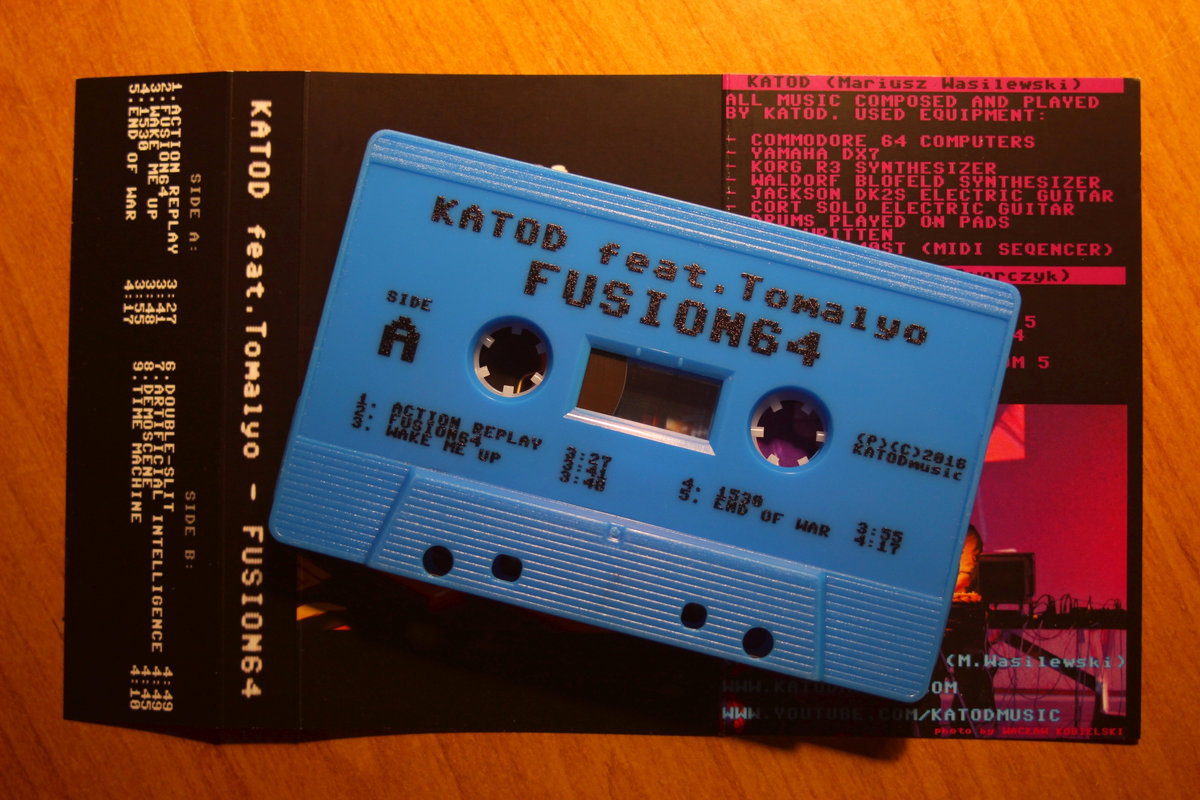 SIDE A:
1: ACTION REPLAY 3:27
2: FUSION64 3:41
3: WAKE ME UP 3:48
4: 1530 3:55
5: END OF WAR 4:17
SIDE B:
6: DOUBLE-SLIT 4:49
7: ARTIFICIAL INTELLIGENCE 4:49
8: DEMOSCENE 4:45
9: TIME MACHINE 4:10
KATOD feat.Tomalyo - FUSION64
KATOD feat.Tomalyo
FUSION64
SIDE
A
1: ACTION REPLAY 3:27
2: FUSION64 3:41
3: WAKE ME UP 3:48
4: 1530 3:55
5: END OF WAR 4:17
(P)(C)2016
KATODmusic
KATOD (Mariusz Wasilewski)
ALL MUSIC COMPOSED AND PLAYED
BY KATOD. USED EQUIPMENT:
- COMMODORE 64 COMPUTERS
- YAMAHA DX7
- KORG R3 SYNTHESIZER
- WALDORF BLOFELD SYNTHESIZER
- JACKSON DK2S ELECTRIC GUITAR
- CORT SOLO ELECTRIC GUITAR
- DRUMS PLAYED ON PADS
(MIDI SEQENCER)
5
4
5
(M.Wasilewski)
WWW.YOUTUBE.COM/KATODMUSIC
photo by WACŁAW